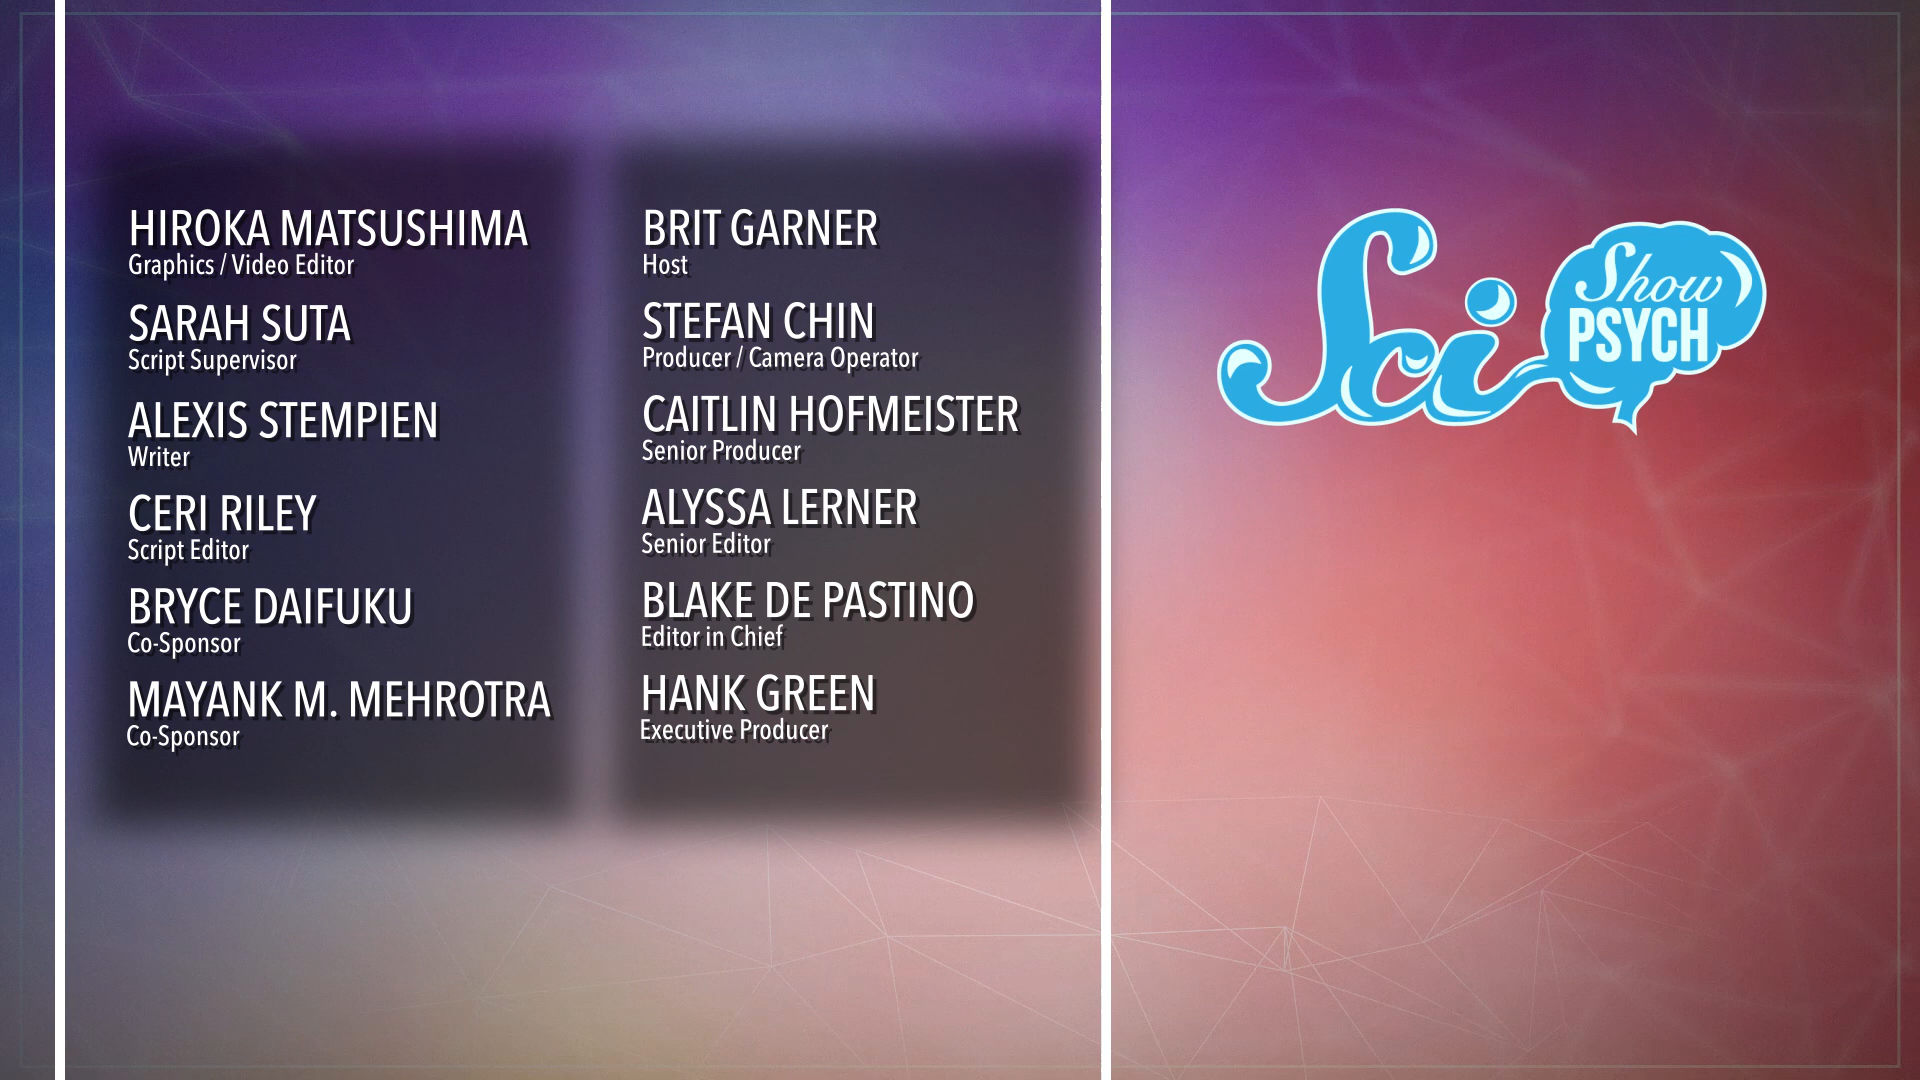 HIROKA MATSUSHIMA
Graphics / Video Editor
SARAH SUTA
Script Supervisor
ALEXIS STEMPIEN
Writer
CERI RILEY
Script Editor
BRYCE DAIFUKU
Co-Sponsor
MAYANK M. MEHROTRA
Co-Sponsor
BRIT GARNER
Host
STEFAN CHIN
Producer / Camera Operator
CAITLIN HOFMEISTER
Senior Producer
ALYSSA LERNER
Senior Editor
BLAKE DE PASTINO
Editor in Chief
HANK GREEN
Executive Producer
Sci
Show
PSYCH